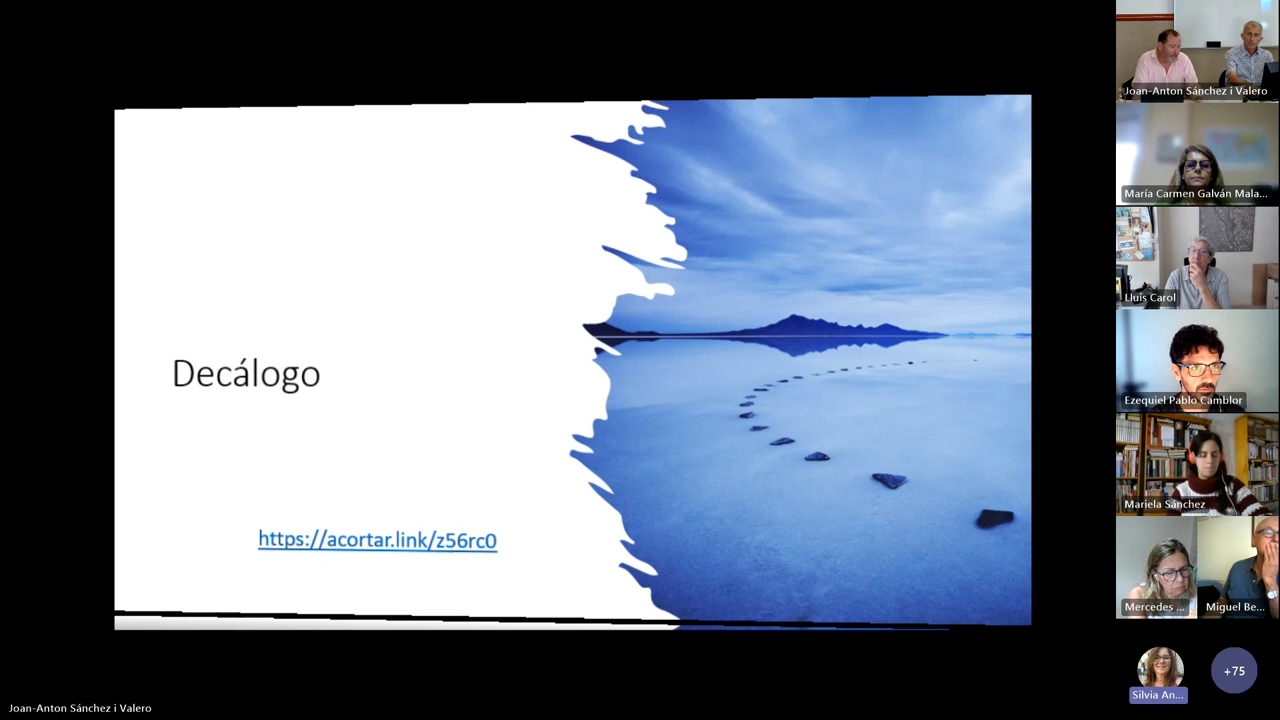 Decálogo
https://acortar.link/z56rc0
Joan-Anton Sánchez i Valero
María Carmen Galván Mala...
Lluis Carol
Ezequiel Pablo Camblor
Mariela Sánchez
Mercedes ...
Miguel Be...
Silvia An...
+75
Joan-Anton Sánchez i Valero